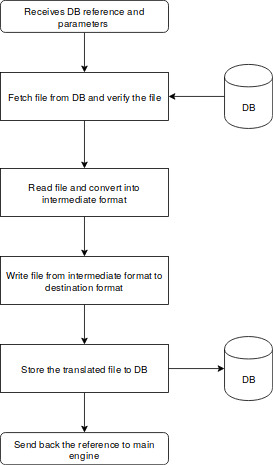 Receives DB reference and
parameters
Fetch file from DB and verify the file
DB
Read file and convert into
intermediate format
Write file from intermediate format to
destination format
Store the translated file to DB
DB
Send back the reference to main
engine